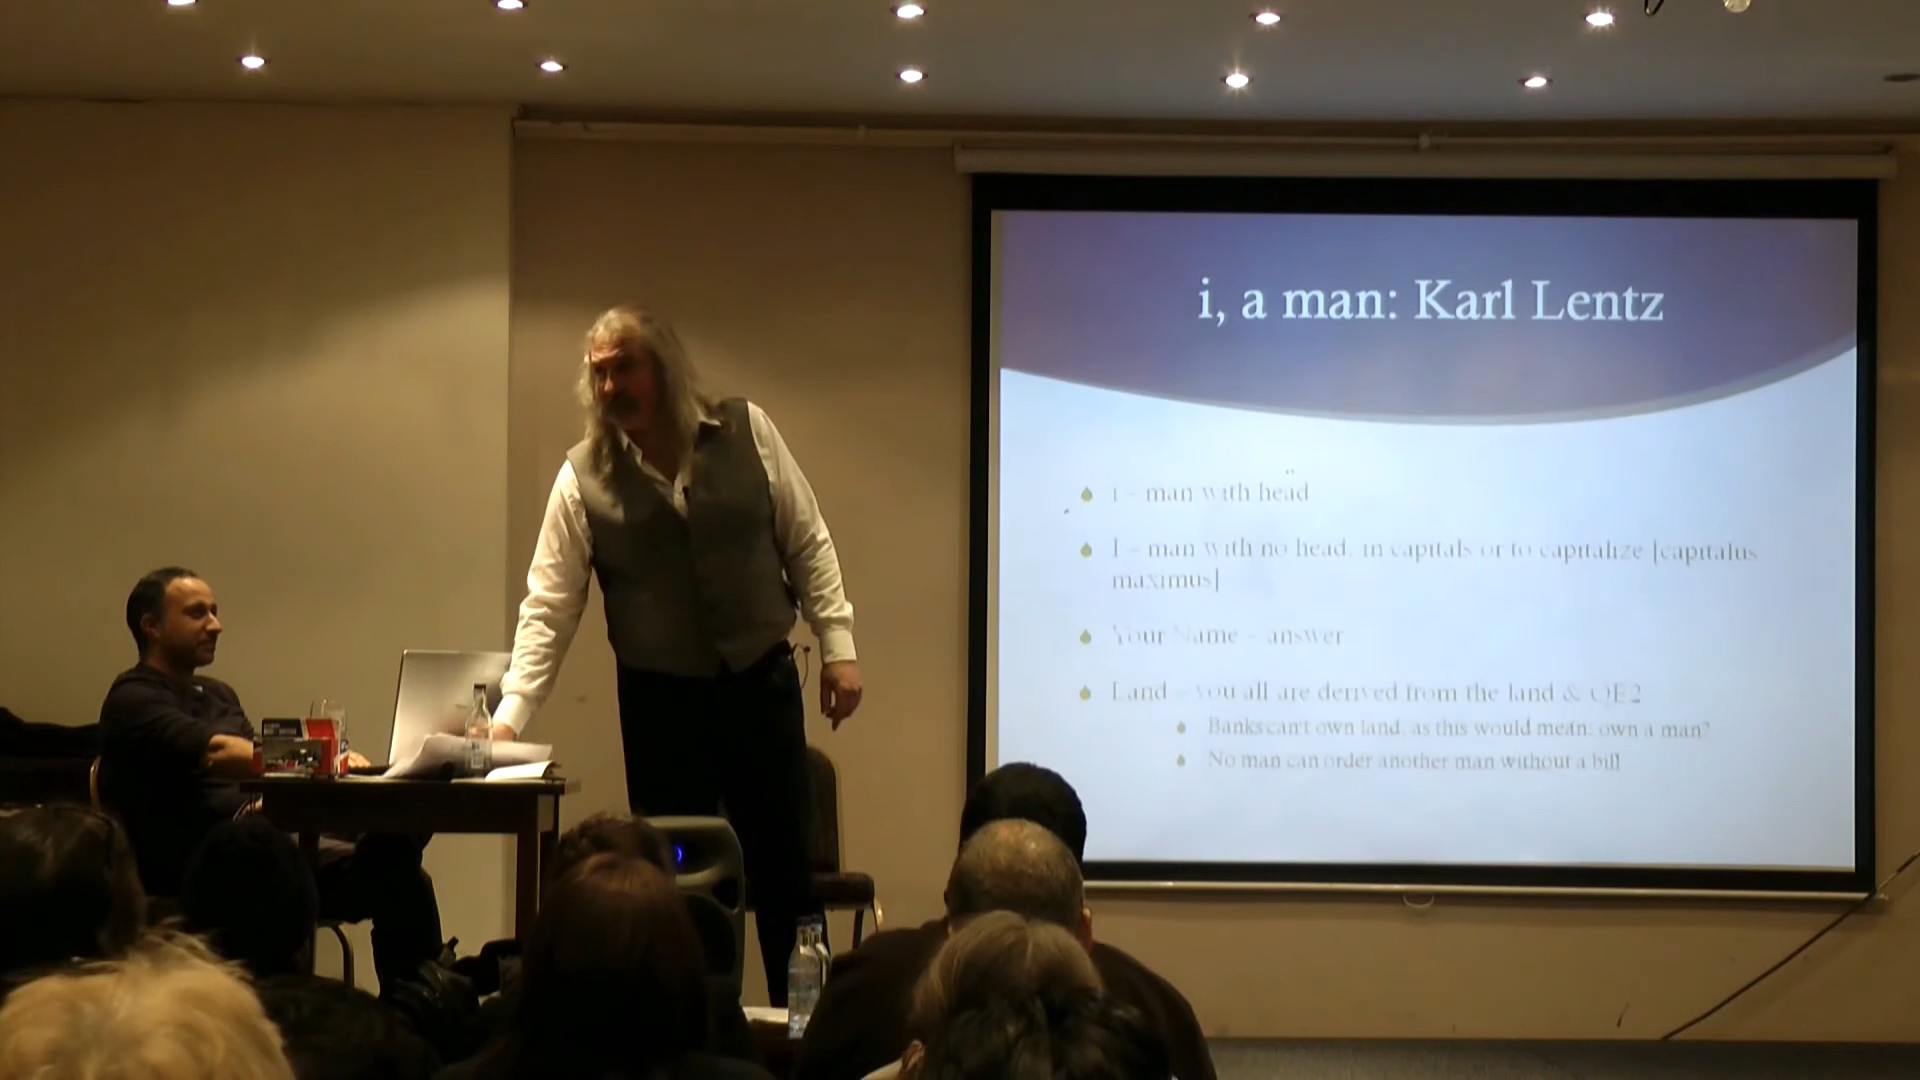 i, a man: Karl Lentz
i – man with head
I – man with no head, in capitals or to capitalize [capitalus
maximus]
Your Name – answer
Land – you all are derived from the land & QE2
Banks can't own land, as this would mean: own a man?
No man can order another man without a bill